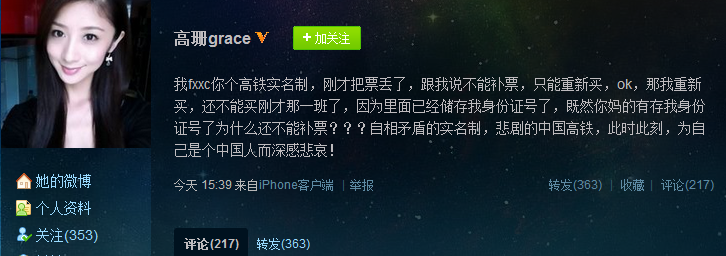 高珊grace
+ 加关注
我fxxc你个高铁实名制，刚才把票丢了，跟我说不能补票，只能重新买，ok，那我重新
买，还不能买刚才那一班了，因为里面已经储存我身份证号了，既然你妈的有存我身份
证号了为什么还不能补票？？？自相矛盾的实名制，悲剧的中国高铁，此时此刻，为自
己是个中国人而深感悲哀！
今天 15:39 来自iPhone客户端 | 举报
转发(363) | 收藏 | 评论(217)
她的微博
个人资料
关注(353)
评论(217) 转发(363)